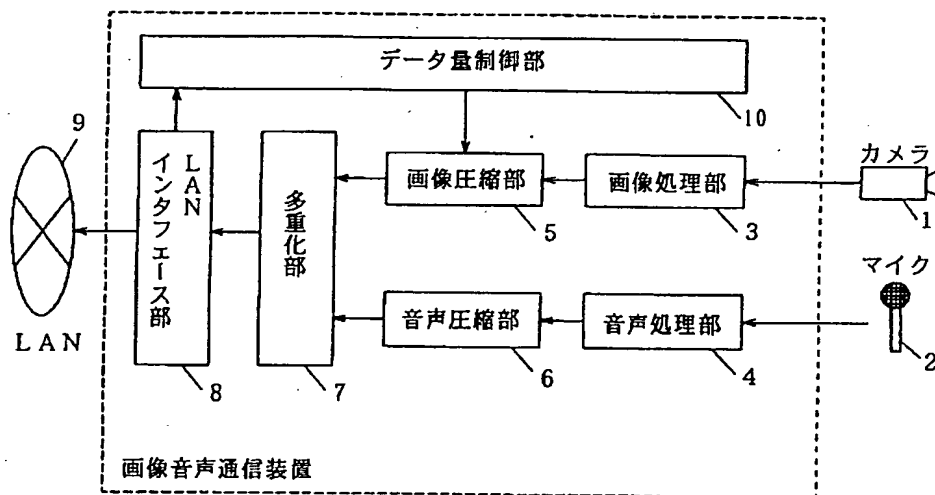 データ量制御部
10
9
LAN
インタフェース部
多重化部
画像圧縮部
画像処理部
カメラ
5
3
1
マイク
音声圧縮部
音声処理部
LAN
8
7
6
4
2
画像音声通信装置